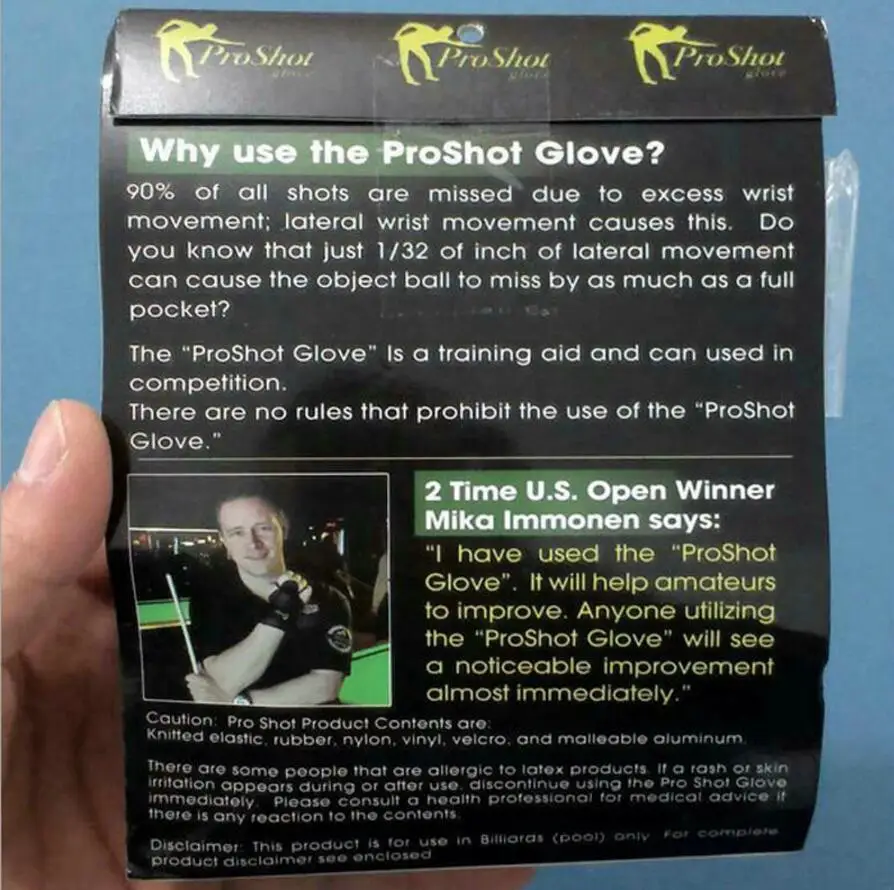 ProShot glove ProShot glove ProShot glove
Why use the ProShot Glove?
90% of all shots are missed due to excess wrist
movement; lateral wrist movement causes this. Do
you know that just 1/32 of inch of lateral movement
can cause the object ball to miss by as much as a full
pocket?
The "ProShot Glove" Is a training aid and can used in
competition.
There are no rules that prohibit the use of the "ProShot
Glove."
2 Time U.S. Open Winner
Mika Immonen says:
"I have used the "ProShot
Glove". It will help amateurs
to improve. Anyone utilizing
the "ProShot Glove" will see
a noticeable improvement
almost immediately."
Caution: Pro Shot Product Contents are:
Knitted elastic, rubber, nylon, vinyl, velcro, and malleable aluminum.
There are some people that are allergic to latex products. If a rash or skin
irritation appears during or after use, discontinue using the Pro Shot Glove
immediately. Please consult a health professional for medical advice if
there is any reaction to the contents.
Disclaimer: This product is for use in Billiards (pool) only. For complete
product disclaimer see enclosed